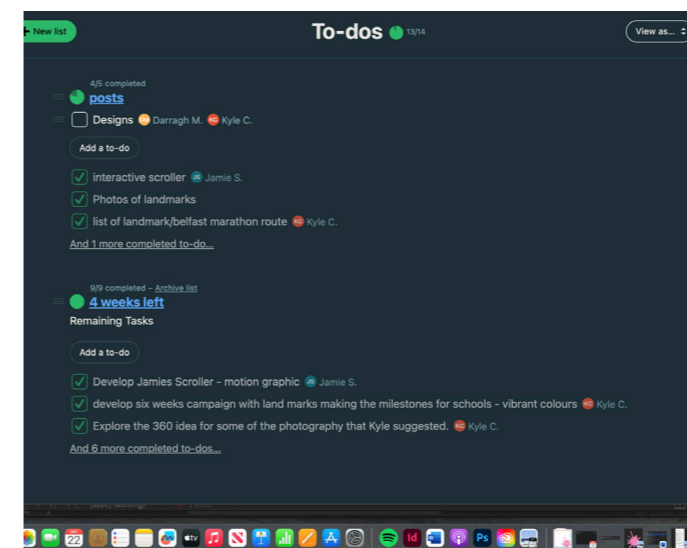 New list
To-dos 13/14
View as...
4/5 completed
posts
Designs DM Darragh M. KC Kyle C.
Add a to-do
interactive scroller JS Jamie S.
Photos of landmarks
list of landmark/belfast marathon route KC Kyle C.
And 1 more completed to-do...
9/9 completed – Archive list
4 weeks left
Remaining Tasks
Add a to-do
Develop Jamies Scroller - motion graphic JS Jamie S.
develop six weeks campaign with land marks making the milestones for schools - vibrant colours KC Kyle C.
Explore the 360 idea for some of the photography that Kyle suggested. KC Kyle C.
And 6 more completed to-dos...
22
tv
N
Id
W
Ps